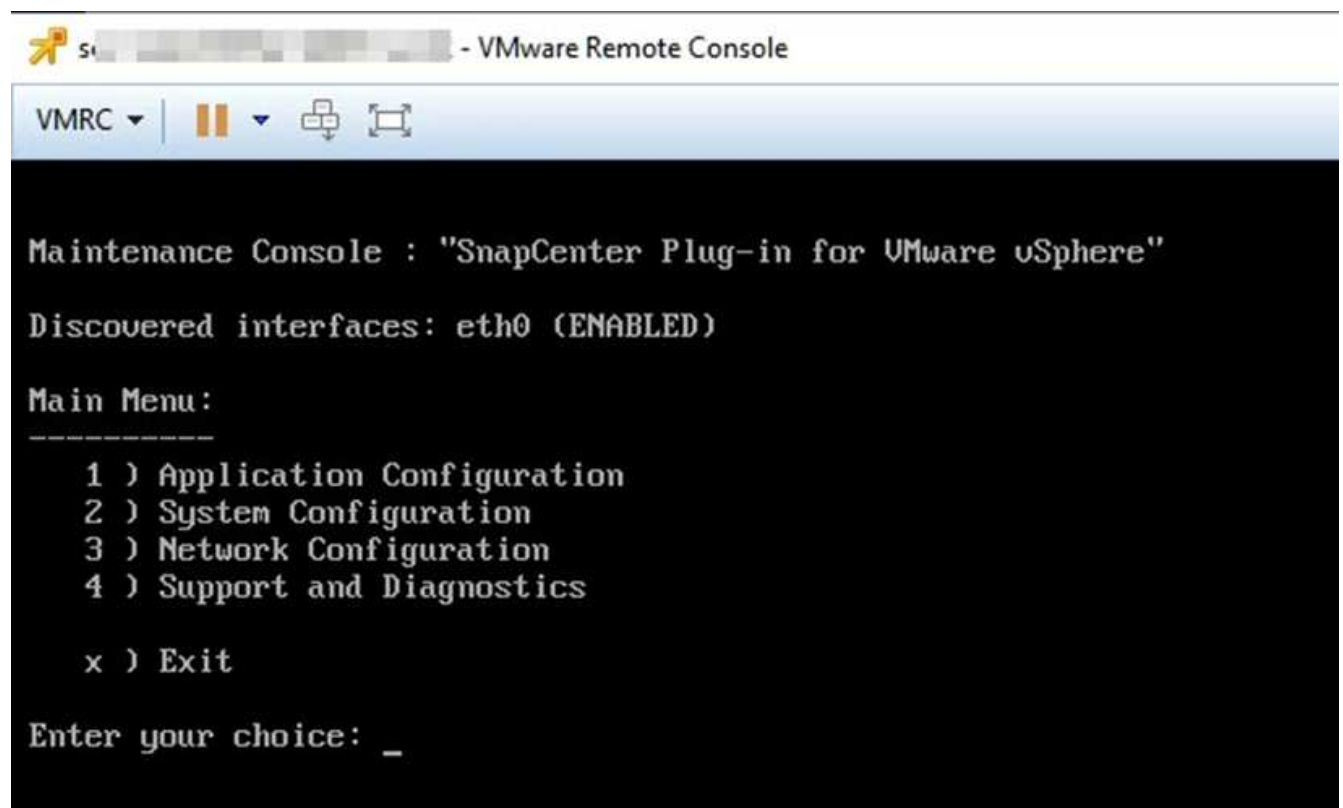 - VMware Remote Console
VMRC
Maintenance Console : "SnapCenter Plug-in for VMware vSphere"
Discovered interfaces: eth0 (ENABLED)
Main Menu:
----------
1 ) Application Configuration
2 ) System Configuration
3 ) Network Configuration
4 ) Support and Diagnostics
x ) Exit
Enter your choice: _